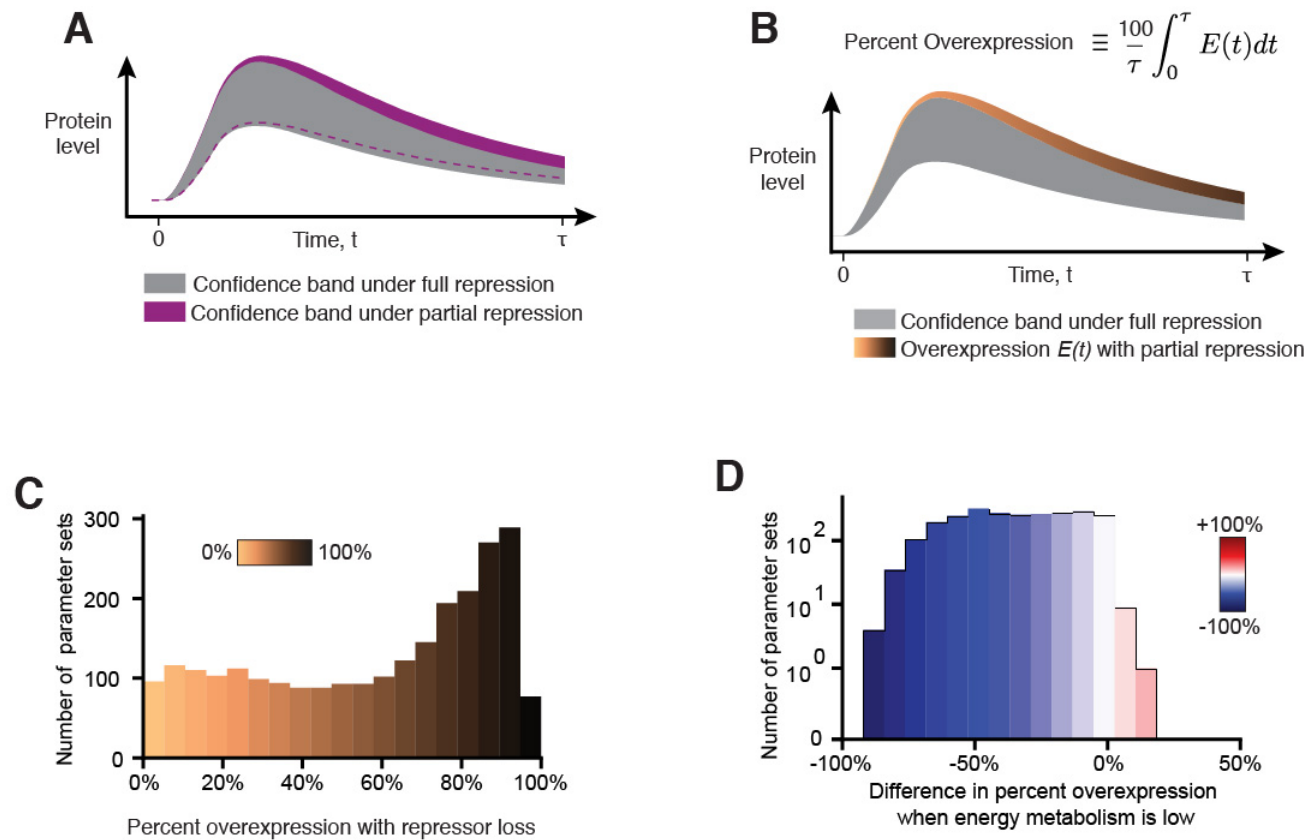 A
Protein
level
0
Time, t
τ
Confidence band under full repression
Confidence band under partial repression
B
Percent Overexpression ≡ 100/τ ∫₀^τ E(t)dt
Protein
level
0
Time, t
τ
Confidence band under full repression
Overexpression E(t) with partial repression
C
Number of parameter sets
300
200
100
0
0% 100%
0% 20% 40% 60% 80% 100%
Percent overexpression with repressor loss
D
Number of parameter sets
10²
10¹
10⁰
0
+100%
-100%
-100% -50% 0% 50%
Difference in percent overexpression
when energy metabolism is low